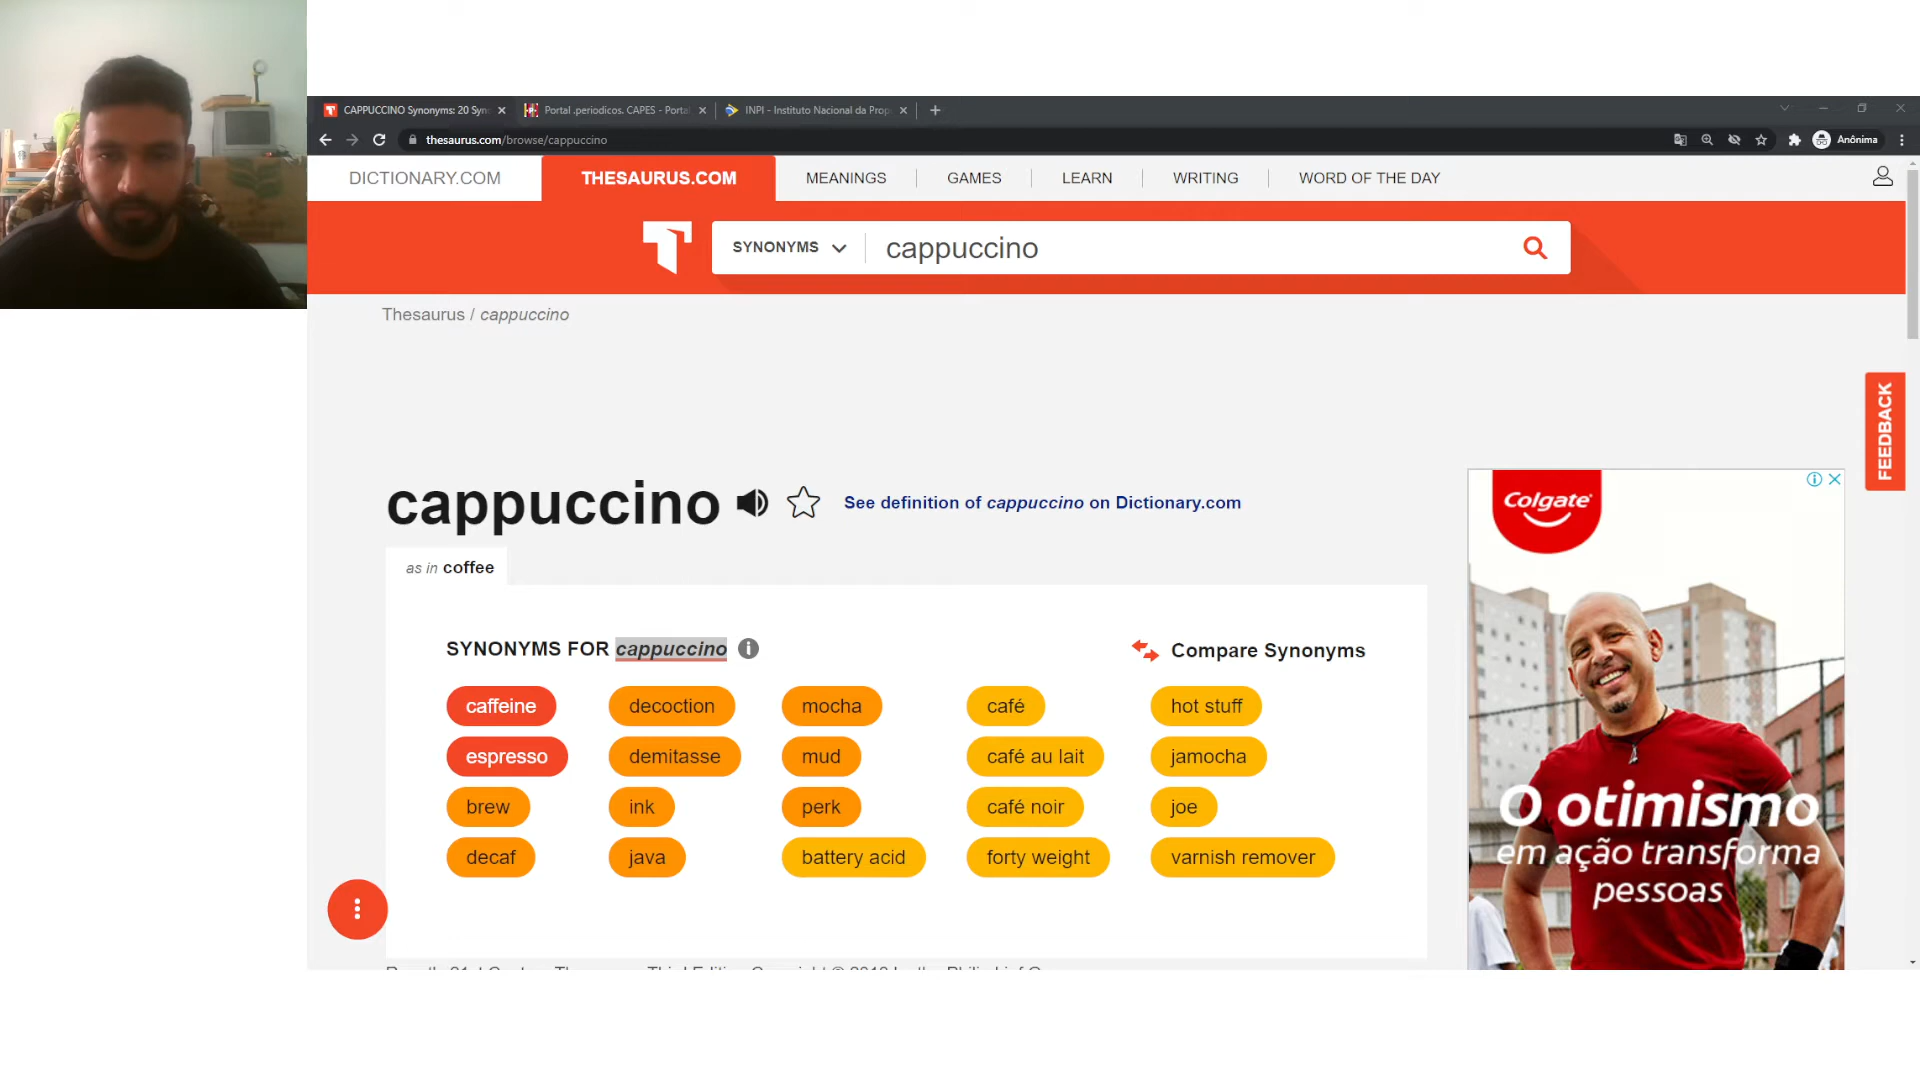 CAPPUCCINO Synonyms: 20 Syn
Portal .periodicos. CAPES - Porta
INPI - Instituto Nacional da Prop
thesaurus.com/browse/cappuccino
Anônima
DICTIONARY.COM
THESAURUS.COM
MEANINGS
GAMES
LEARN
WRITING
WORD OF THE DAY
SYNONYMS
cappuccino
Thesaurus / cappuccino
FEEDBACK
cappuccino
See definition of cappuccino on Dictionary.com
as in coffee
SYNONYMS FOR cappuccino
Compare Synonyms
caffeine
decoction
mocha
café
hot stuff
espresso
demitasse
mud
café au lait
jamocha
brew
ink
perk
café noir
joe
decaf
java
battery acid
forty weight
varnish remover
Colgate
O otimismo
em ação transforma
pessoas